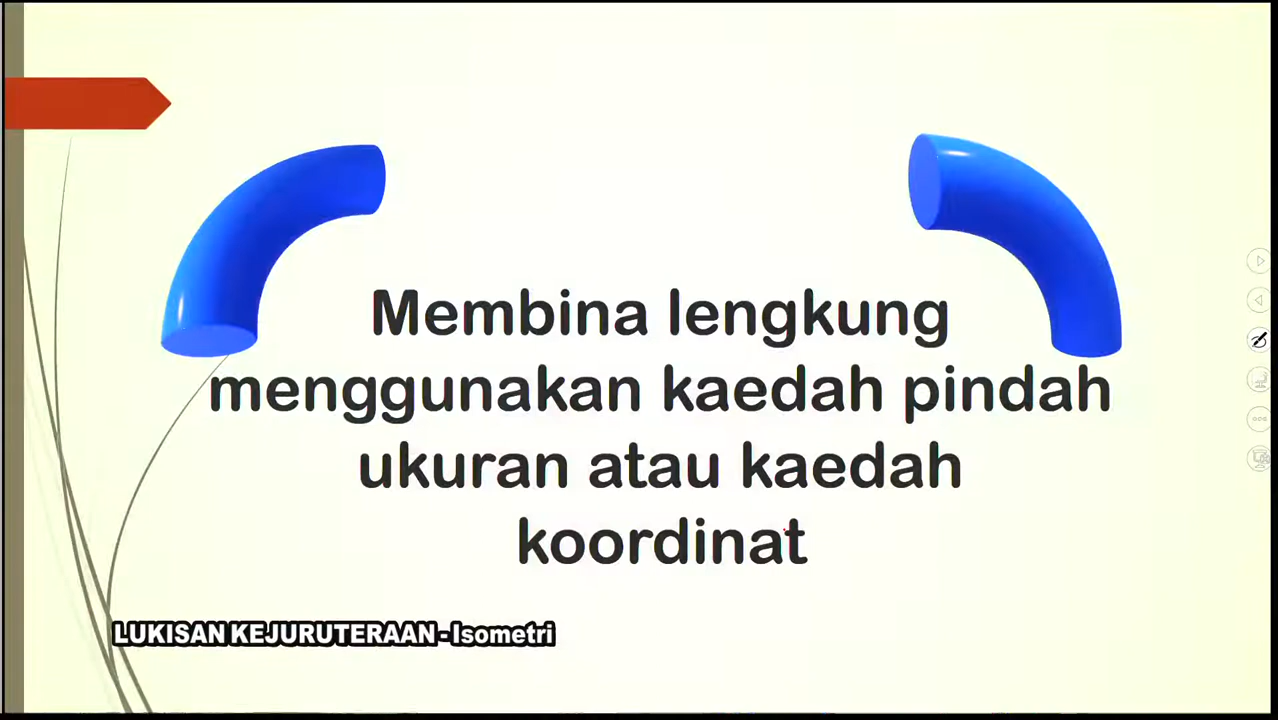 Membina lengkung
menggunakan kaedah pindah
ukuran atau kaedah
koordinat
LUKISAN KEJURUTERAAN - Isometri